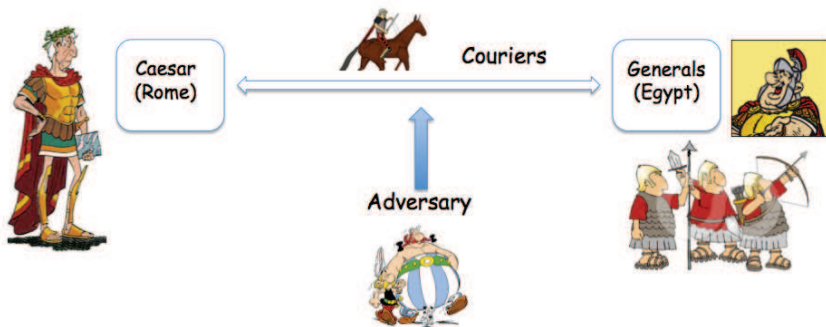 Caesar
(Rome)
Couriers
Generals
(Egypt)
Adversary